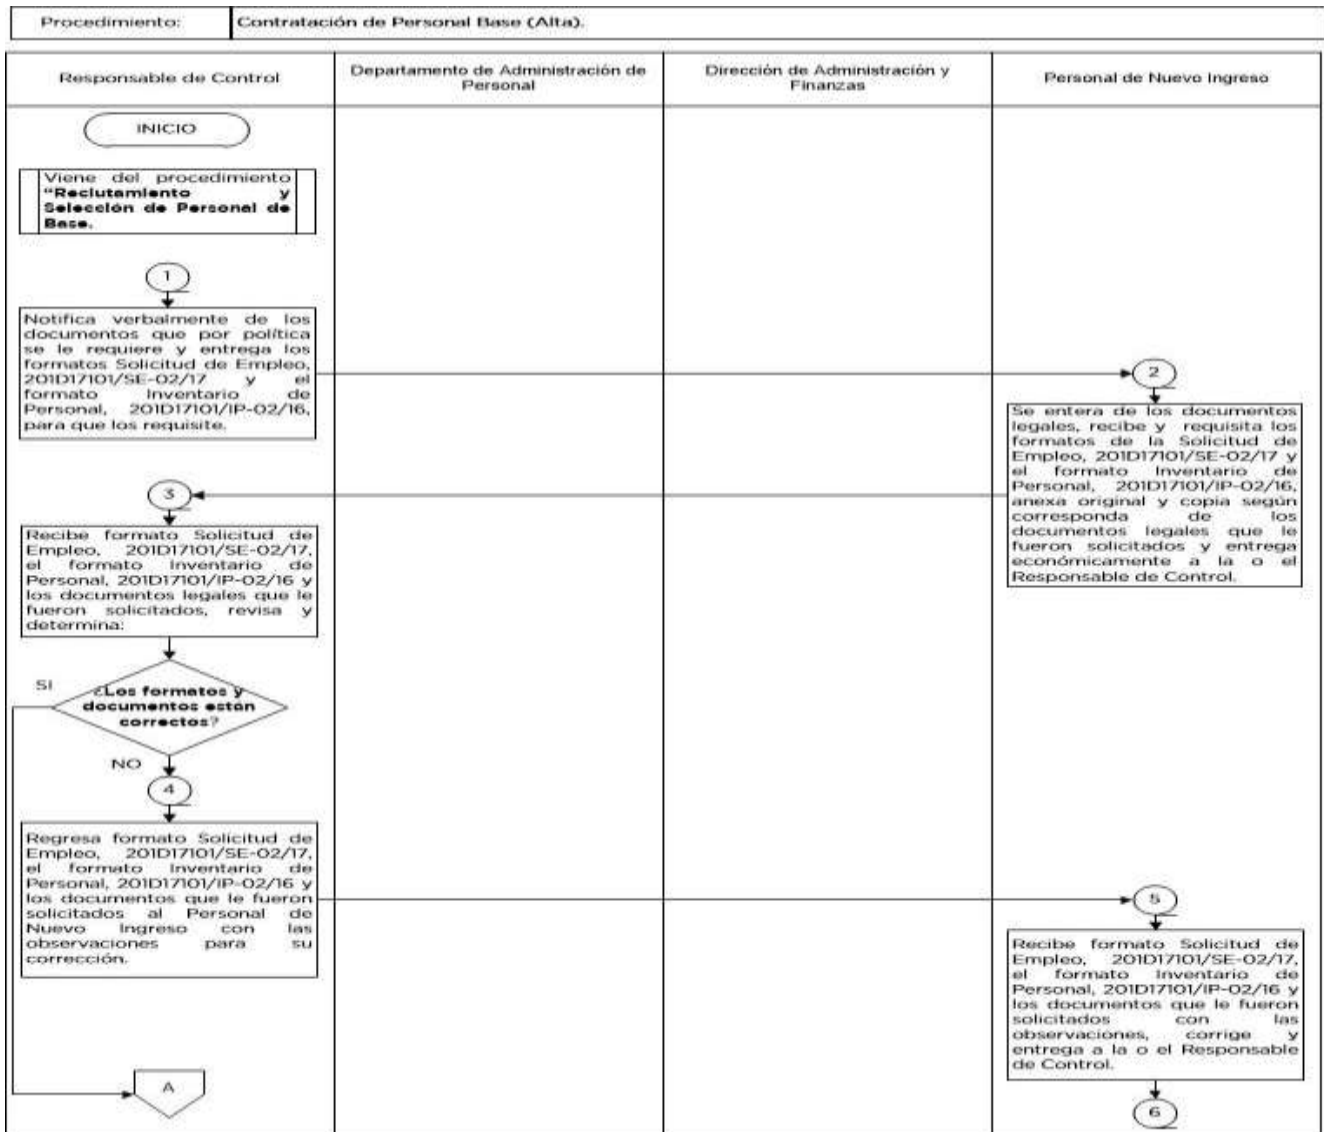 Procedimiento:
Contratación de Personal Base (Alta).
Responsable de Control
Departamento de Administración de
Personal
Dirección de Administración y
Finanzas
Personal de Nuevo Ingreso
INICIO
Viene del procedimiento
“Reclutamiento y
Selección de Personal de
Base.
1
Notifica verbalmente de los
documentos que por política
se le requiere y entrega los
formatos Solicitud de Empleo,
201D17101/SE-02/17 y el
formato Inventario de
Personal, 201D17101/IP-02/16,
para que los requisite.
2
Se entera de los documentos
legales, recibe y requisita los
formatos de la Solicitud de
Empleo, 201D17101/SE-02/17 y
el formato Inventario de
Personal, 201D17101/IP-02/16,
anexa original y copia según
corresponda de los
documentos legales que le
fueron solicitados y entrega
económicamente a la o el
Responsable de Control.
3
Recibe formato Solicitud de
Empleo, 201D17101/SE-02/17,
el formato Inventario de
Personal, 201D17101/IP-02/16 y
los documentos legales que le
fueron solicitados, revisa y
determina:
SI
¿Los formatos y
documentos están
correctos?
NO
4
Regresa formato Solicitud de
Empleo, 201D17101/SE-02/17,
el formato Inventario de
Personal, 201D17101/IP-02/16 y
los documentos que le fueron
solicitados al Personal de
Nuevo Ingreso con las
observaciones para su
corrección.
5
Recibe formato Solicitud de
Empleo, 201D17101/SE-02/17,
el formato Inventario de
Personal, 201D17101/IP-02/16 y
los documentos que le fueron
solicitados con las
observaciones, corrige y
entrega a la o el Responsable
de Control.
A
6